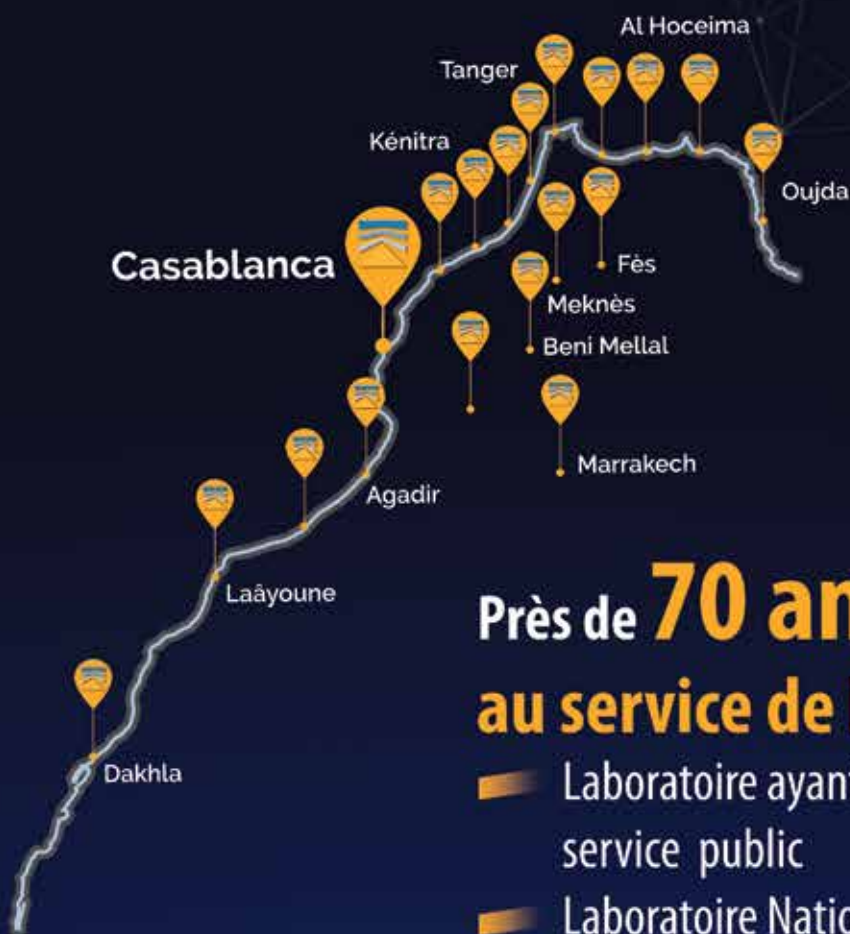 Al Hoceima
Tanger
Kénitra
Oujda
Casablanca
Fès
Meknès
Beni Mellal
Marrakech
Agadir
Laâyoune
Dakhla
Près de 70 an
au service de
Laboratoire ayant
service public
Laboratoire Natio